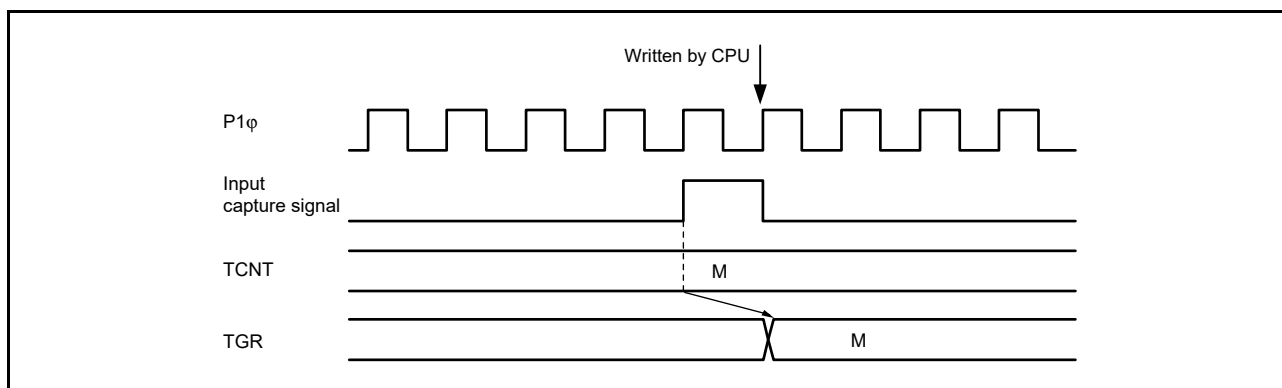 Written by CPU
P1φ
Input
capture signal
TCNT
M
TGR
M